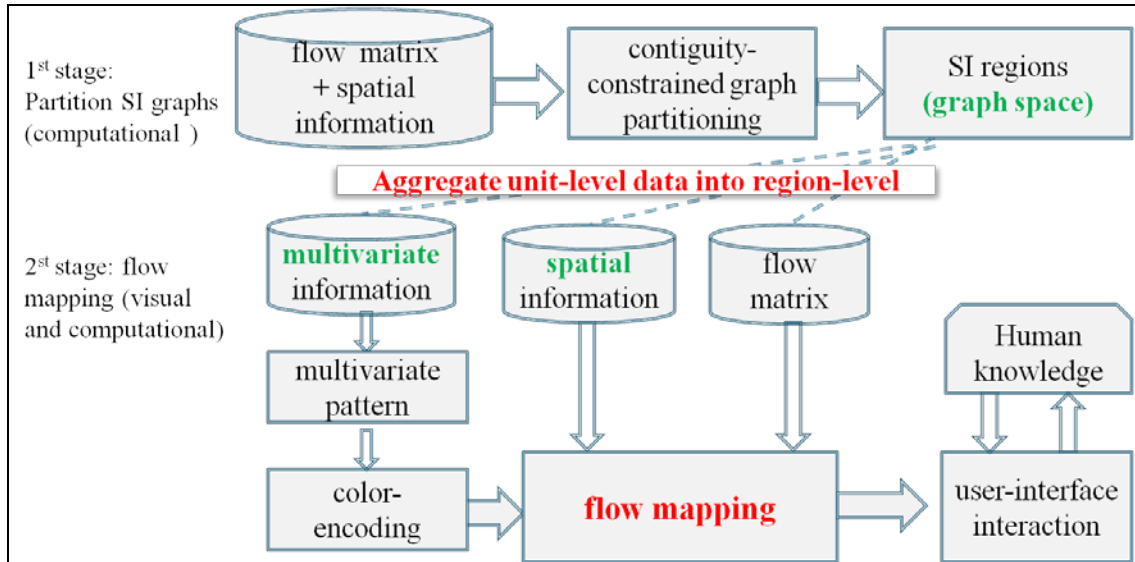 1st stage:
Partition SI graphs
(computational )
flow matrix
+ spatial
information
contiguity-
constrained graph
partitioning
SI regions
(graph space)
Aggregate unit-level data into region-level
2st stage: flow
mapping (visual
and computational)
multivariate
information
spatial
information
flow
matrix
multivariate
pattern
Human
knowledge
color-
encoding
flow mapping
user-interface
interaction